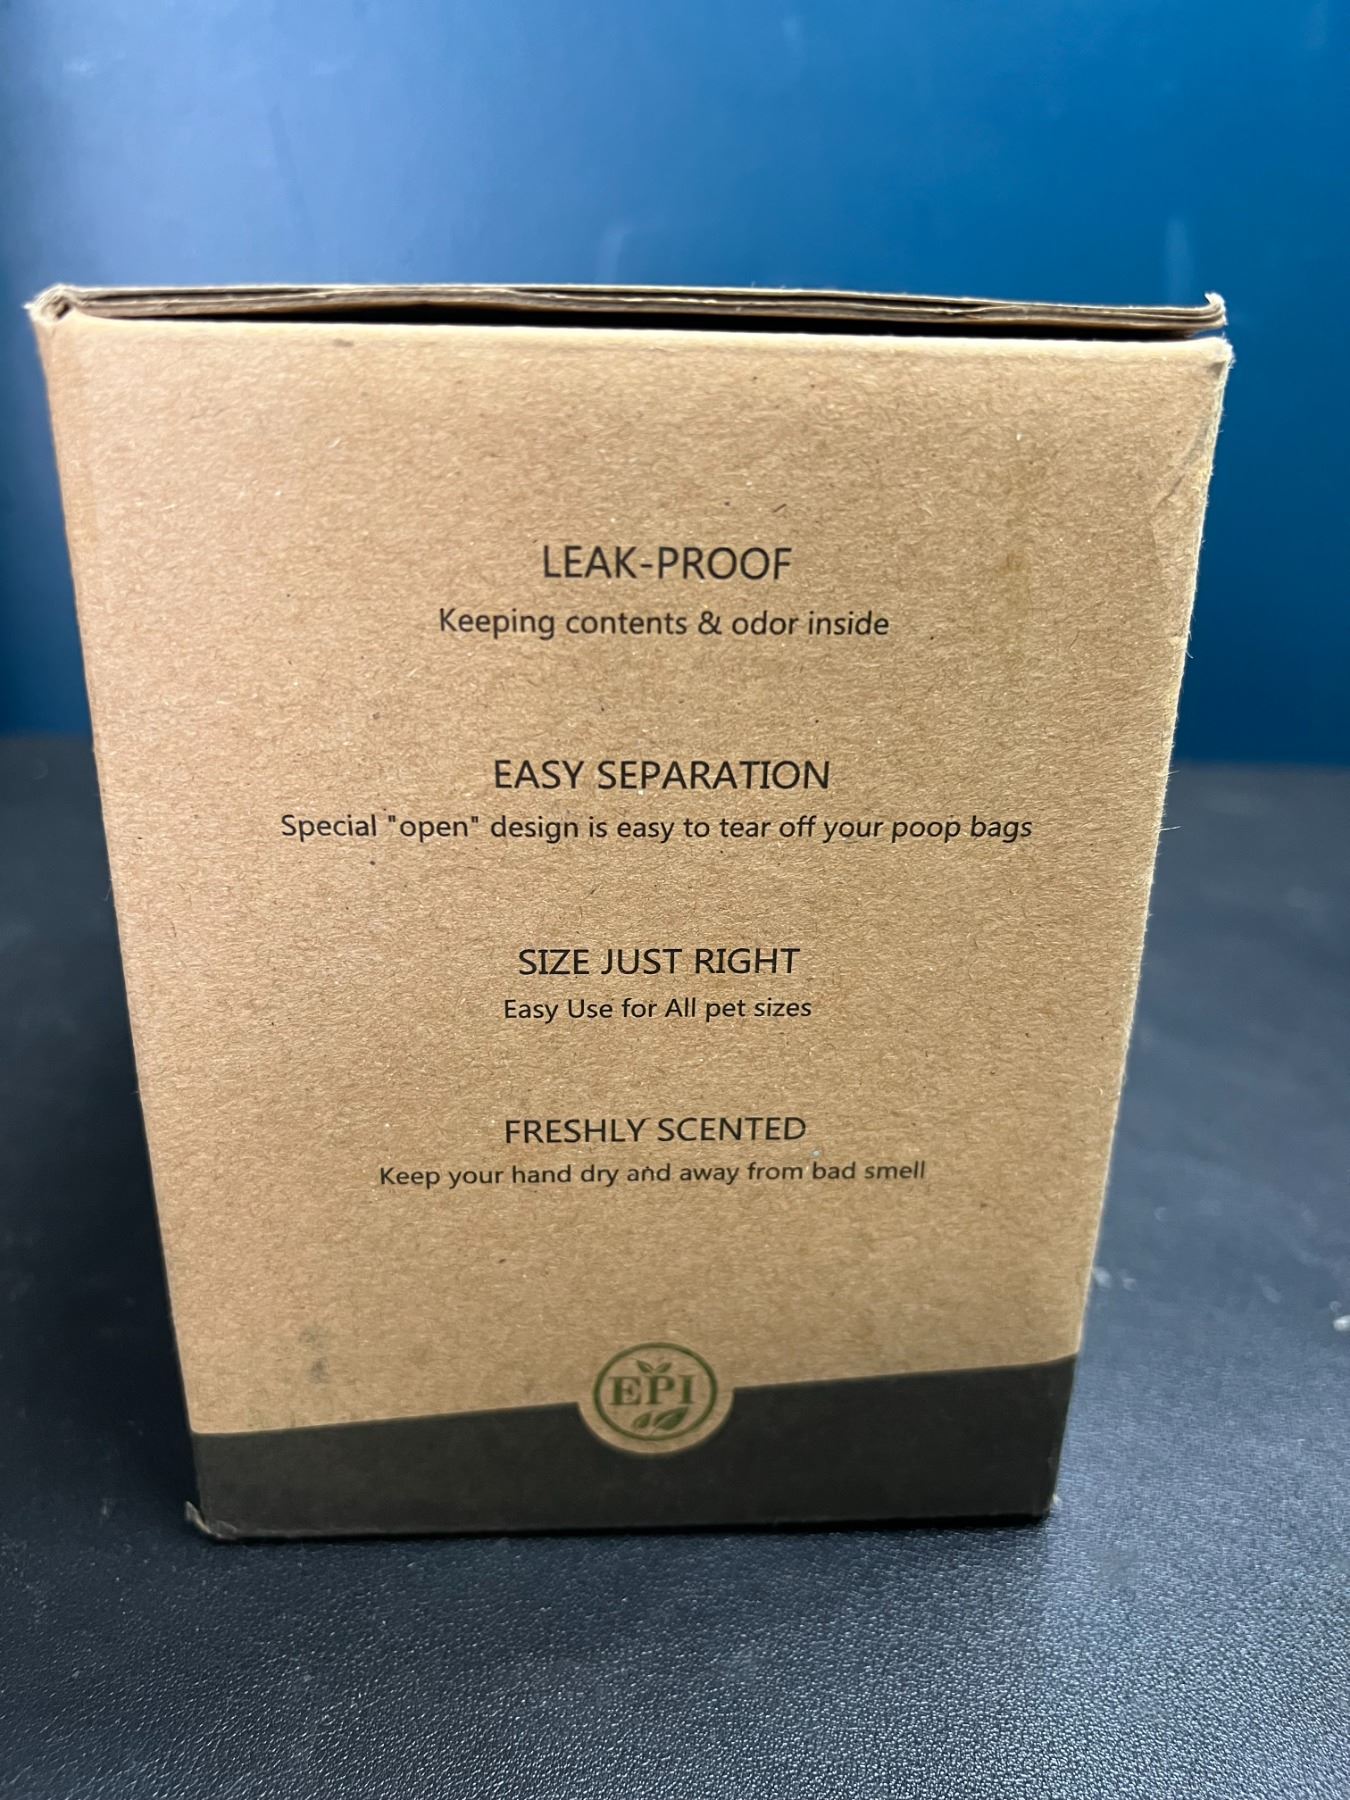 LEAK-PROOF
Keeping contents & odor inside
EASY SEPARATION
Special "open" design is easy to tear off your poop bags
SIZE JUST RIGHT
Easy Use for All pet sizes
FRESHLY SCENTED
Keep your hand dry and away from bad smell
EPI